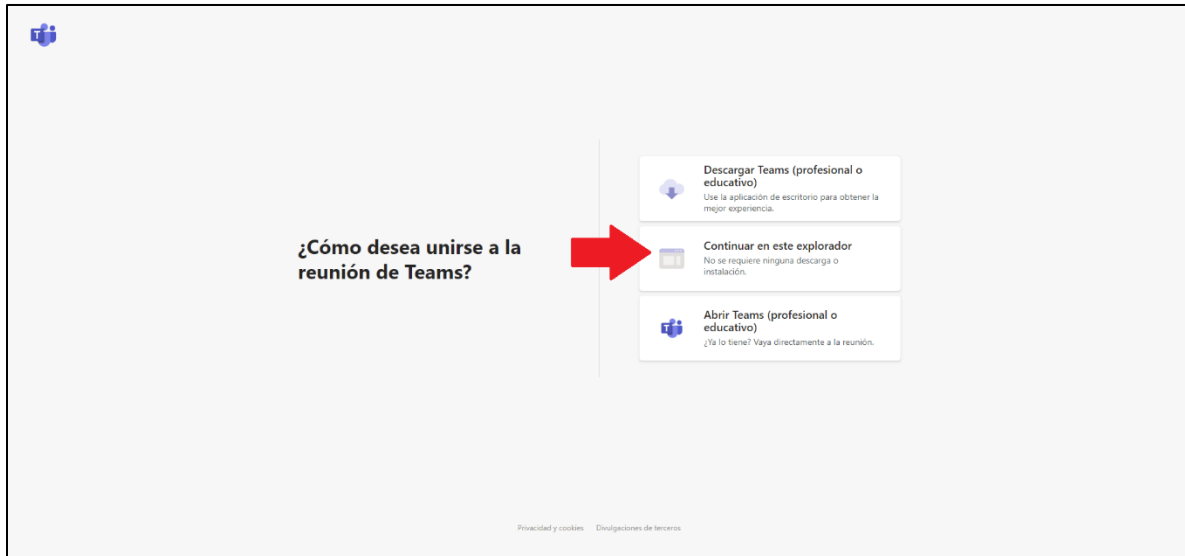 ¿Cómo desea unirse a la
reunión de Teams?
Descargar Teams (profesional o
educativo)
Use la aplicación de escritorio para obtener la
mejor experiencia.
Continuar en este explorador
No se requiere ninguna descarga o
instalación.
Abrir Teams (profesional o
educativo)
¿Ya lo tiene? Vaya directamente a la reunión.
Privacidad y cookies Divulgaciones de terceros